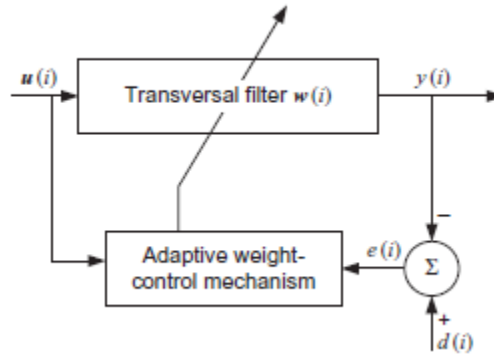 u(i)
Transversal filter w(i)
y(i)
−
Adaptive weight-
control mechanism
e(i)
Σ
+
d(i)